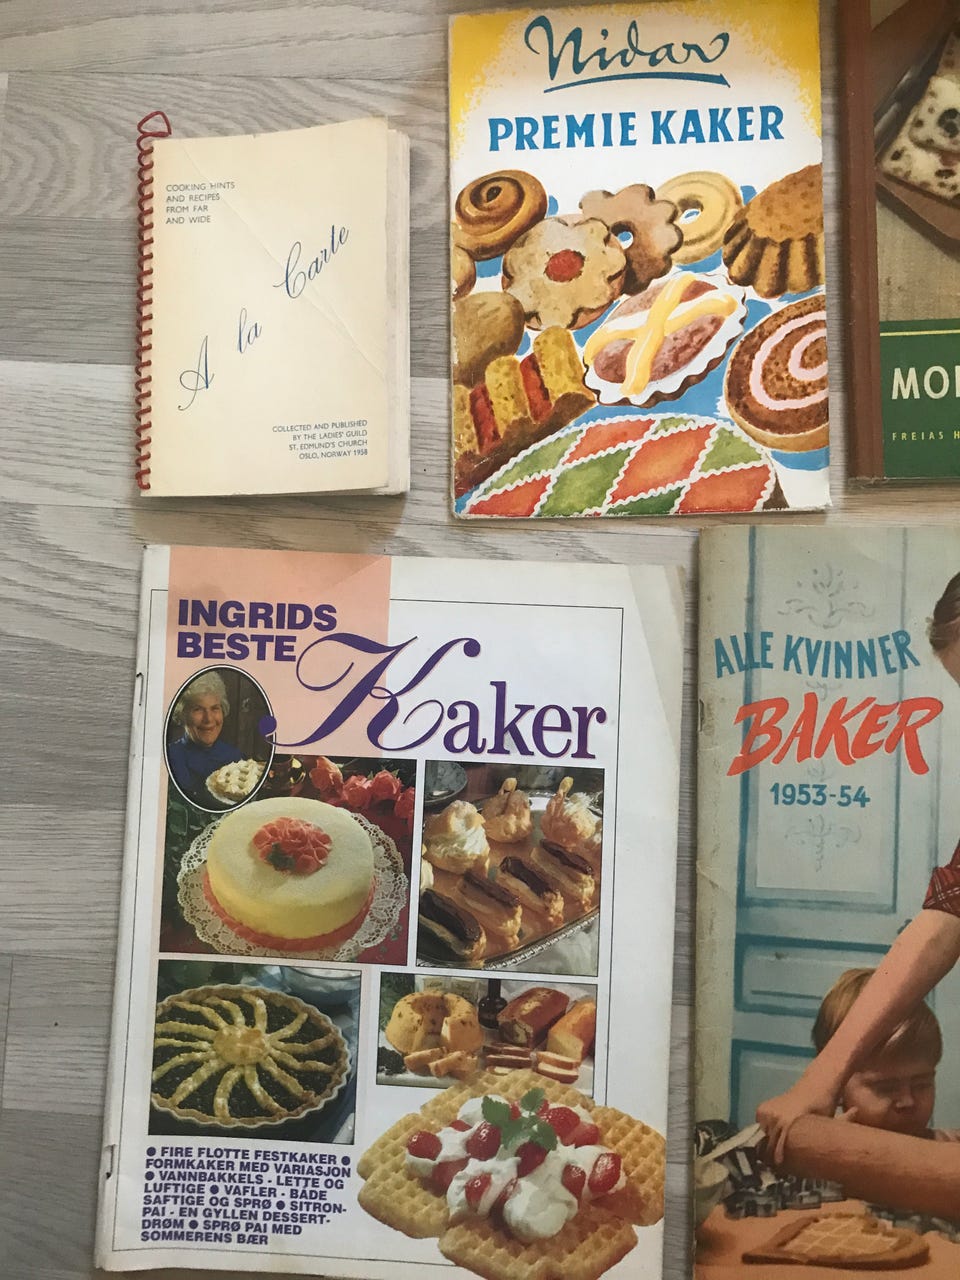 COOKING HINTS
AND RECIPES
FROM FAR
AND WIDE
A la Carte
COLLECTED AND PUBLISHED
BY THE LADIES' GUILD
ST. EDMUND'S CHURCH
OSLO, NORWAY 1958
Nidar
PREMIE KAKER
FREIAS
INGRIDS
BESTE
Kaker
● FIRE FLOTTE FESTKAKER ●
FORMKAKER MED VARIASJON
● VANNBAKKELS - LETTE OG
LUFTIGE ● VAFLER - BÅDE
SAFTIGE OG SPRØ ● SITRON-
PAI - EN GYLLEN DESSERT-
DRØM ● SPRØ PAI MED
SOMMERENS BÆR
ALLE KVINNER
BAKER
1953-54